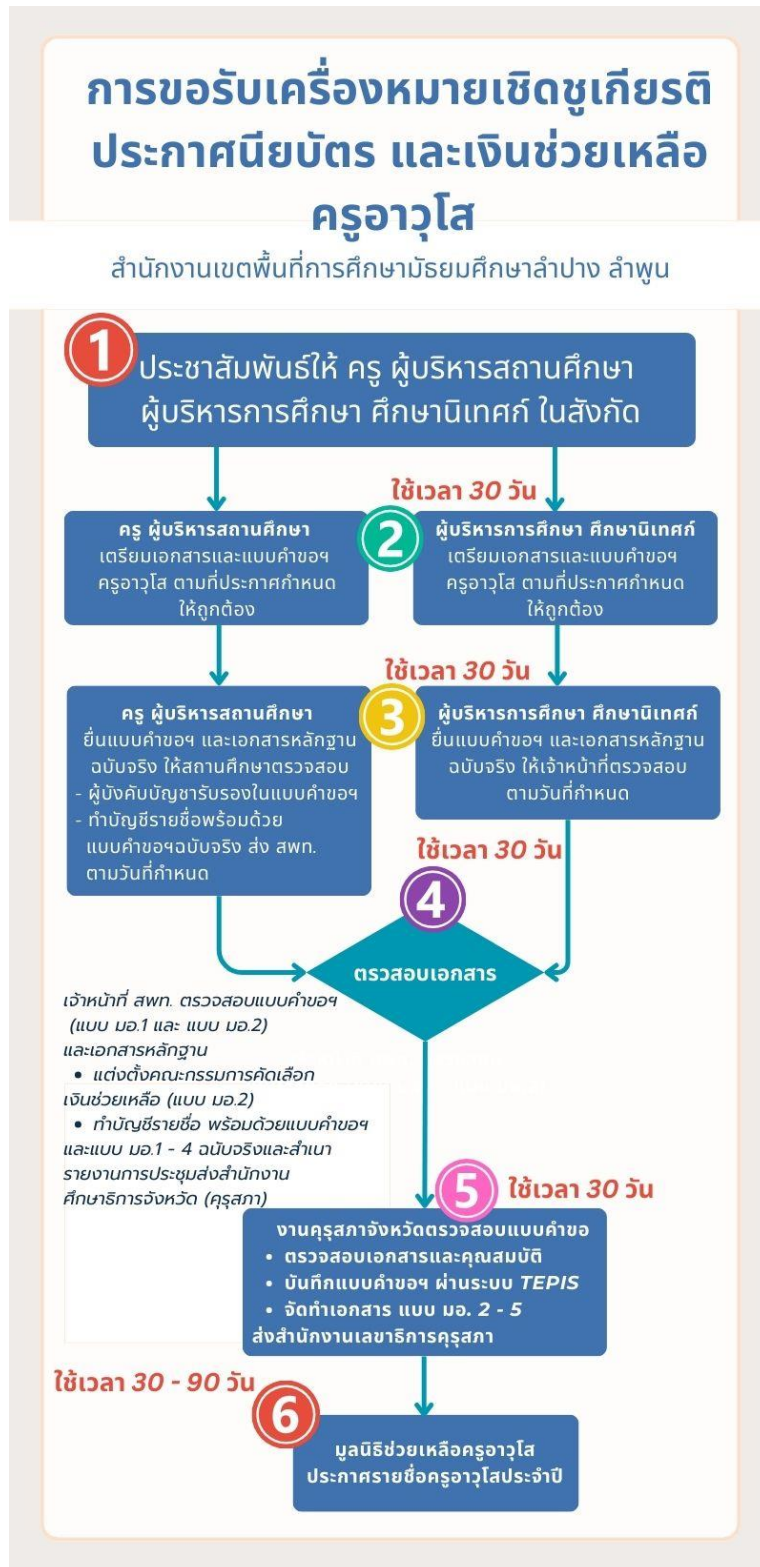 การขอรับเครื่องหมายเชิดชูเกียรติ
ประกาศนียบัตร และเงินช่วยเหลือ
ครูอาวุโส
สำนักงานเขตพื้นที่การศึกษามัธยมศึกษาลำปาง ลำพูน
1
ประชาสัมพันธ์ให้ ครู ผู้บริหารสถานศึกษา
ผู้บริหารการศึกษา ศึกษานิเทศก์ ในสังกัด
ใช้เวลา 30 วัน
2
ครู ผู้บริหารสถานศึกษา
เตรียมเอกสารและแบบคำขอฯ
ครูอาวุโส ตามที่ประกาศกำหนด
ให้ถูกต้อง
ผู้บริหารการศึกษา ศึกษานิเทศก์
เตรียมเอกสารและแบบคำขอฯ
ครูอาวุโส ตามที่ประกาศกำหนด
ให้ถูกต้อง
ใช้เวลา 30 วัน
3
ครู ผู้บริหารสถานศึกษา
ยื่นแบบคำขอฯ และเอกสารหลักฐาน
ฉบับจริง ให้สถานศึกษาตรวจสอบ
- ผู้บังคับบัญชารับรองในแบบคำขอฯ
- ทำบัญชีรายชื่อพร้อมด้วย
แบบคำขอฯฉบับจริง ส่ง สพท.
ตามวันที่กำหนด
ผู้บริหารการศึกษา ศึกษานิเทศก์
ยื่นแบบคำขอฯ และเอกสารหลักฐาน
ฉบับจริง ให้เจ้าหน้าที่ตรวจสอบ
ตามวันที่กำหนด
ใช้เวลา 30 วัน
4
ตรวสอบเอกสาร
เจ้าหน้าที่ สพท. ตรวจสอบแบบคำขอฯ
(แบบ มอ.1 และ แบบ มอ.2)
และเอกสารหลักฐาน
• แต่งตั้งคณะกรรมการคัดเลือก
เงินช่วยเหลือ (แบบ มอ.2)
• ทำบัญชีรายชื่อ พร้อมด้วยแบบคำขอฯ
และแบบ มอ.1 - 4 ฉนับจริงและสำเนา
รายงานการประชุมส่งสำนักงาน
ศึกษาธิการจังหวัด (คุรุสภา)
5
ใช้เวลา 30 วัน
งานคุรุสภาจังหวัดตรวจสอบแบบคำขอ
• ตรวจสอบเอกสารและคุณสมบัติ
• บันทึกแบบคำขอฯ ผ่านระบบ TEPIS
• จัดทำเอกสาร แบบ มอ. 2 - 5
ส่งสำนักงานเลขาธิการคุรุสภา
ใช้เวลา 30 - 90 วัน
6
มูลนิธิช่วยเหลือครูอาวุโส
ประกาศรายชื่อครูอาวุโสประจำปี